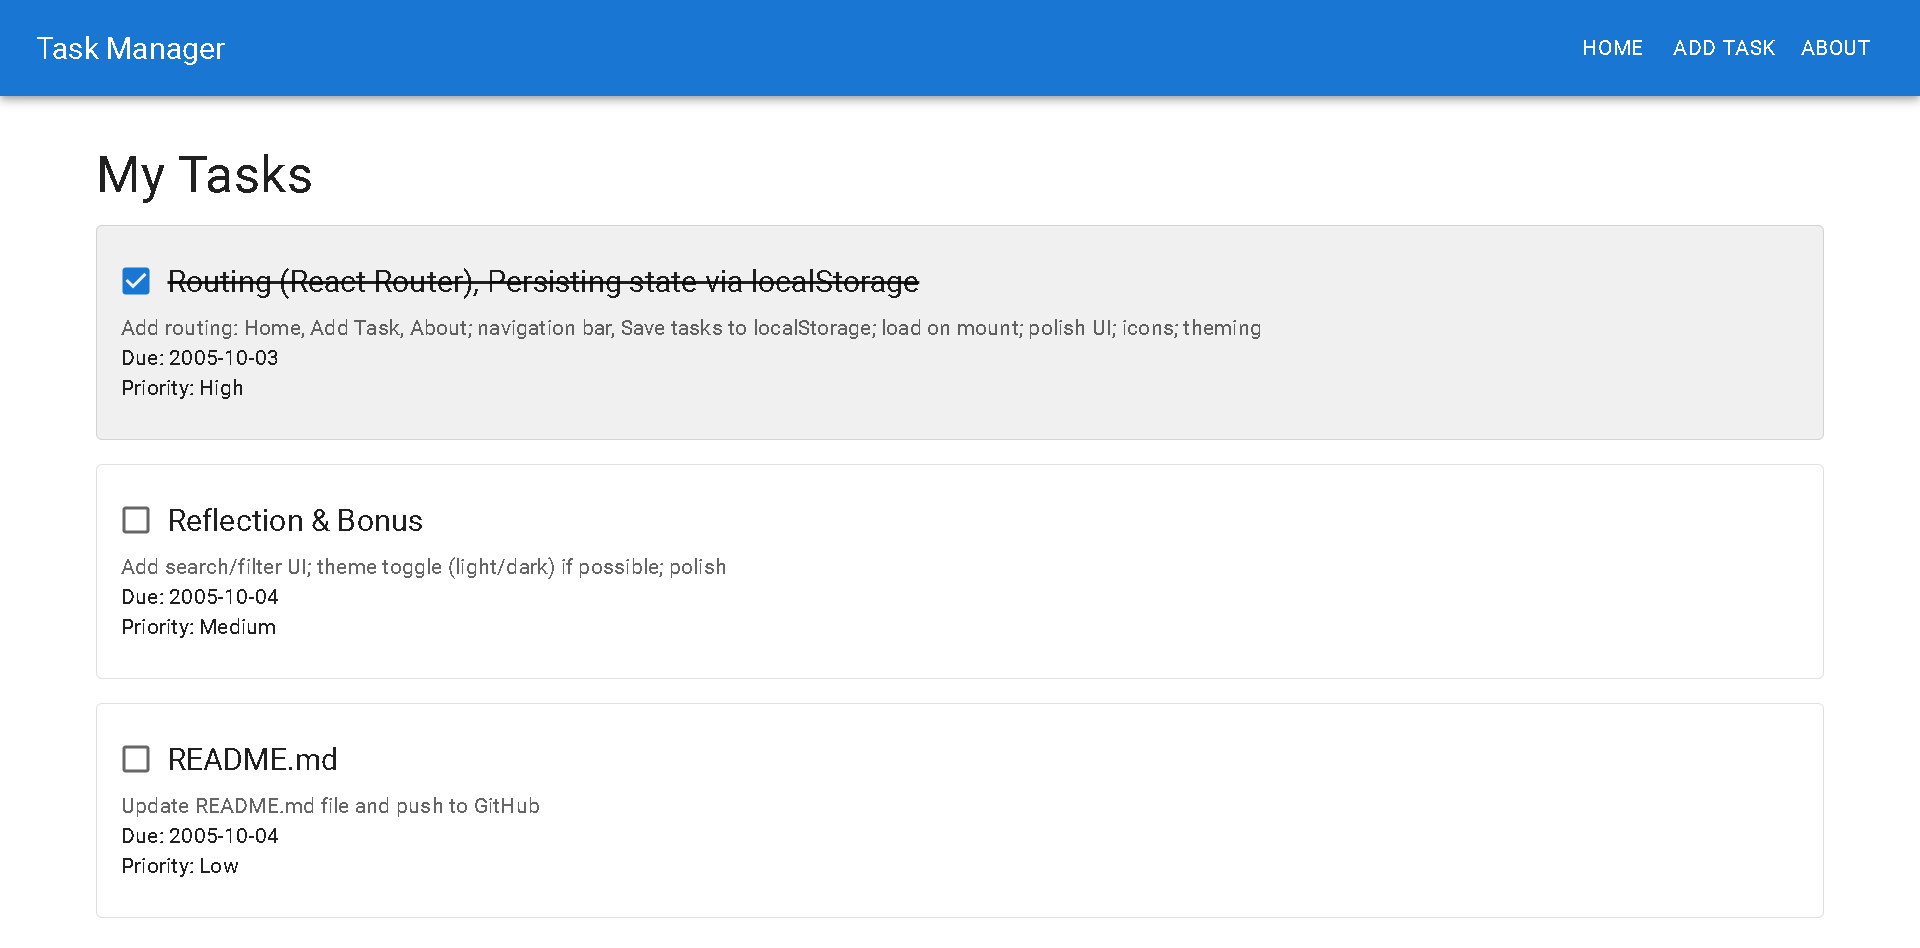 Task Manager
HOME
ADD TASK
ABOUT
My Tasks
Routing (React Router), Persisting state via localStorage
Add routing: Home, Add Task, About; navigation bar, Save tasks to localStorage; load on mount; polish UI; icons; theming
Due: 2005-10-03
Priority: High
Reflection & Bonus
Add search/filter UI; theme toggle (light/dark) if possible; polish
Due: 2005-10-04
Priority: Medium
README.md
Update README.md file and push to GitHub
Due: 2005-10-04
Priority: Low